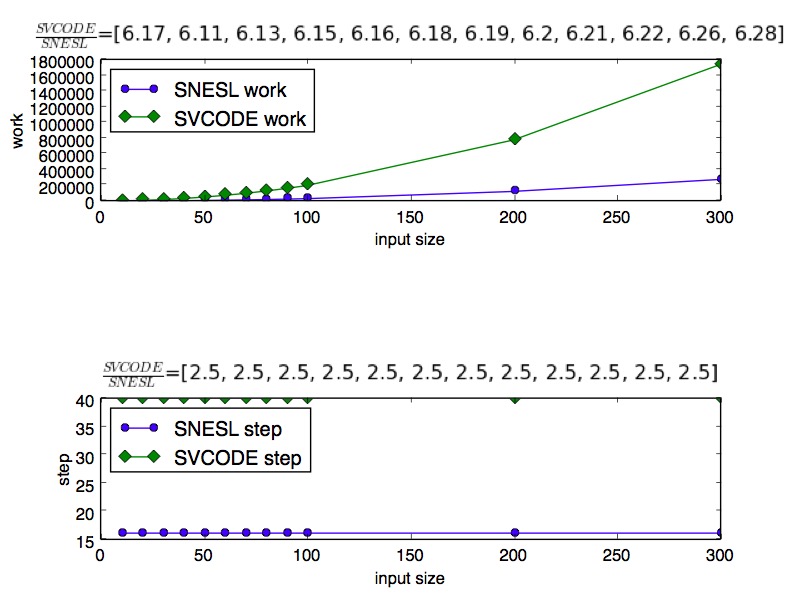 SVCODE/SNESL=[6.17, 6.11, 6.13, 6.15, 6.16, 6.18, 6.19, 6.2, 6.21, 6.22, 6.26, 6.28]
1800000
1600000
1400000
1200000
1000000
800000
600000
400000
200000
0
work
SNESL work
SVCODE work
0 50 100 150 200 250 300
input size
SVCODE/SNESL=[2.5, 2.5, 2.5, 2.5, 2.5, 2.5, 2.5, 2.5, 2.5, 2.5, 2.5, 2.5]
40
35
30
25
20
15
step
SNESL step
SVCODE step
0 50 100 150 200 250 300
input size